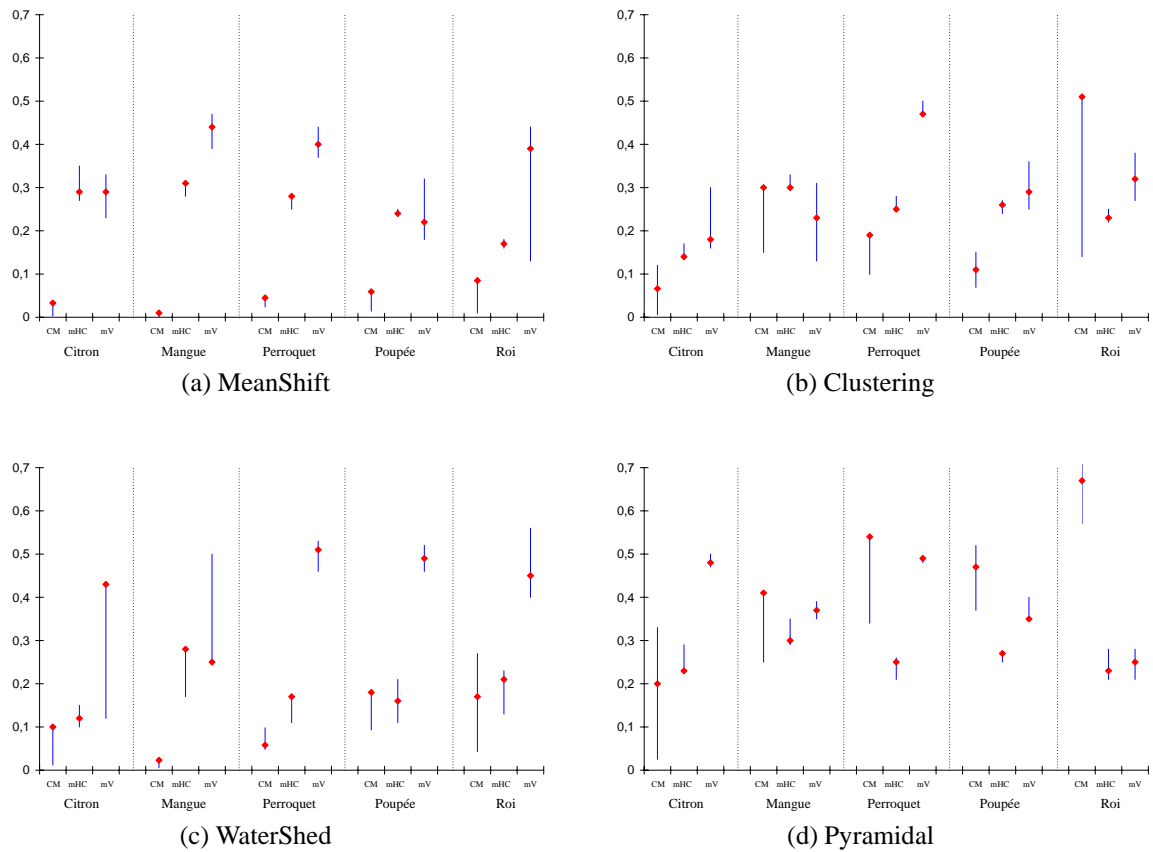 0,7
0,6
0,5
0,4
0,3
0,2
0,1
0
CM mHC mV CM mHC mV CM mHC mV CM mHC mV CM mHC mV
Citron Mangue Perroquet Poupée Roi
(a) MeanShift
0,7
0,6
0,5
0,4
0,3
0,2
0,1
0
CM mHC mV CM mHC mV CM mHC mV CM mHC mV CM mHC mV
Citron Mangue Perroquet Poupée Roi
(b) Clustering
0,7
0,6
0,5
0,4
0,3
0,2
0,1
0
CM mHC mV CM mHC mV CM mHC mV CM mHC mV CM mHC mV
Citron Mangue Perroquet Poupée Roi
(c) WaterShed
0,7
0,6
0,5
0,4
0,3
0,2
0,1
0
CM mHC mV CM mHC mV CM mHC mV CM mHC mV CM mHC mV
Citron Mangue Perroquet Poupée Roi
(d) Pyramidal